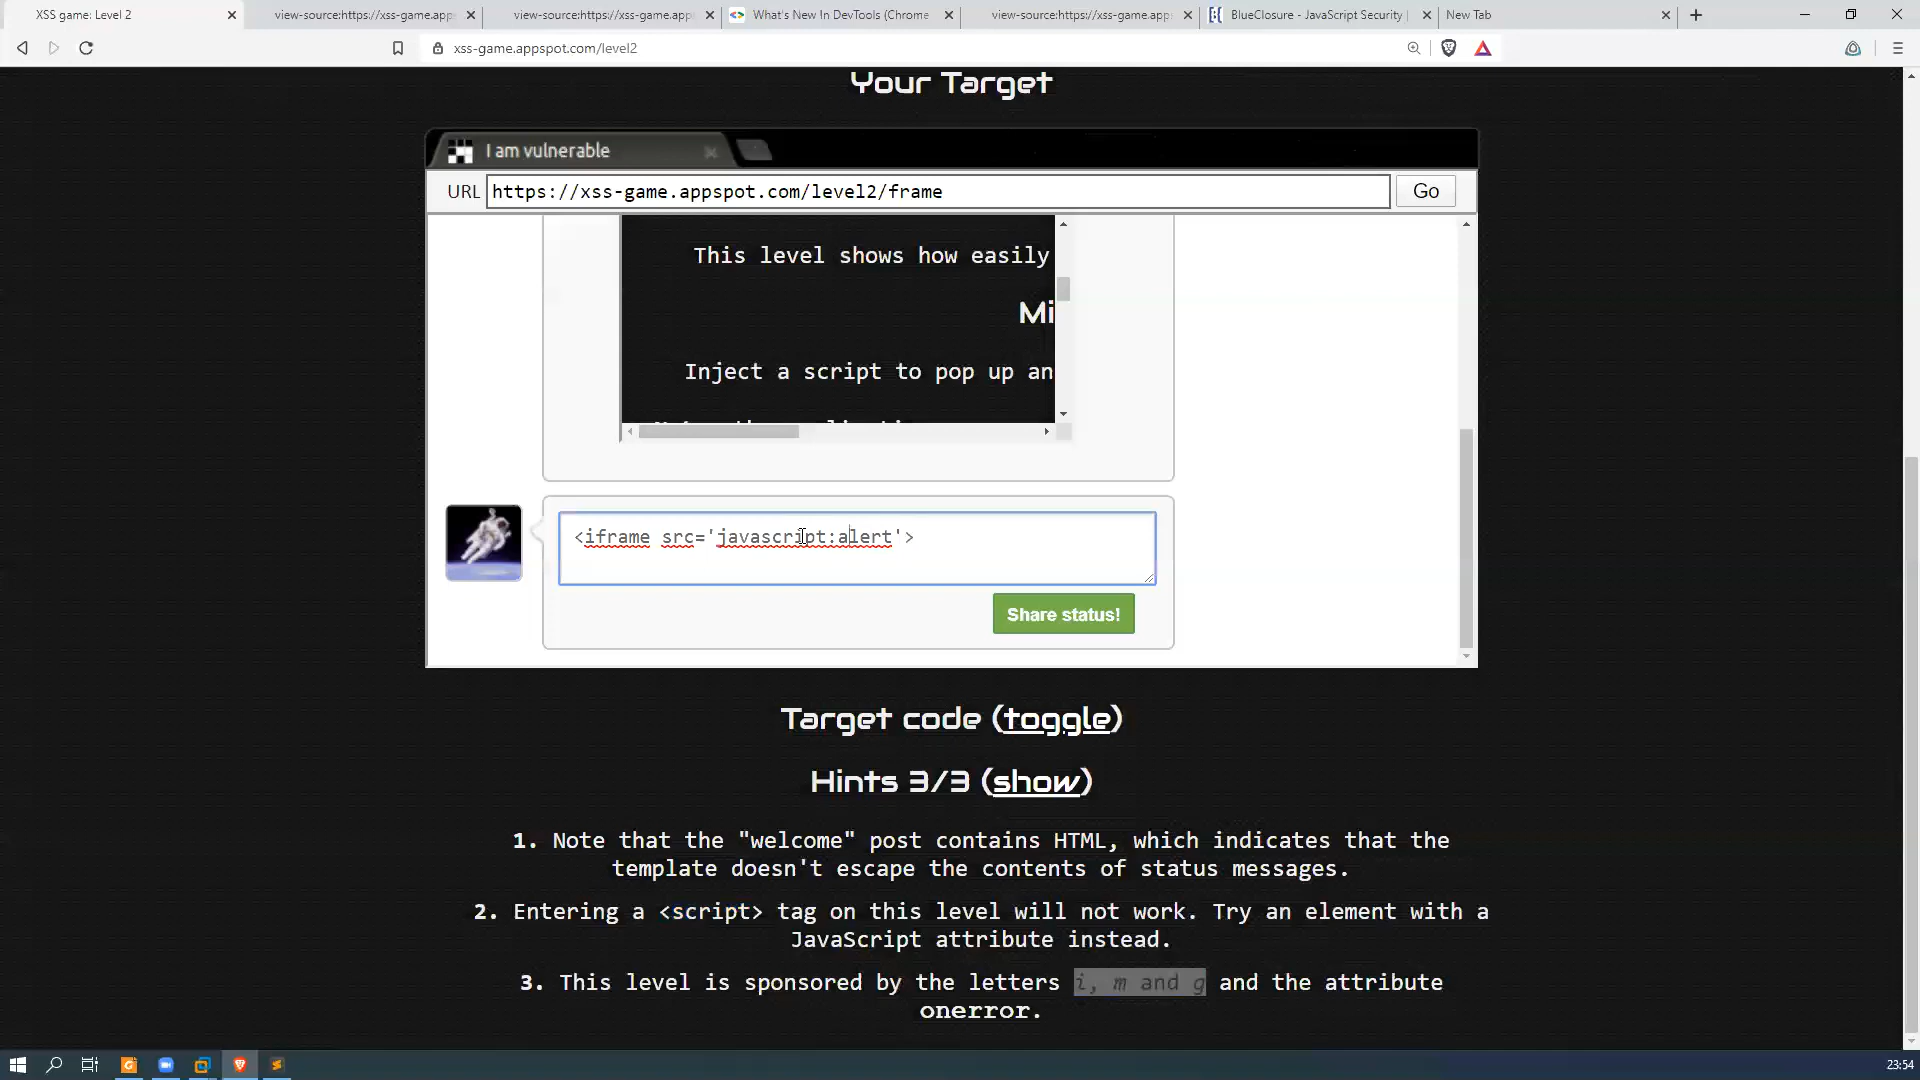 XSS game: Level 2
view-source:https://xss-game.app
view-source:https://xss-game.app
What's New In DevTools (Chrome
view-source:https://xss-game.app
BlueClosure - JavaScript Security
New Tab
xss-game.appspot.com/level2
Your Target
I am vulnerable
URL https://xss-game.appspot.com/level2/frame Go
This level shows how easily
Mi
Inject a script to pop up an
<iframe src='javascript:alert'>
Share status!
Target code (toggle)
Hints 3/3 (show)
1. Note that the "welcome" post contains HTML, which indicates that the
template doesn't escape the contents of status messages.
2. Entering a <script> tag on this level will not work. Try an element with a
JavaScript attribute instead.
3. This level is sponsored by the letters i, m and g and the attribute
onerror.
23:54